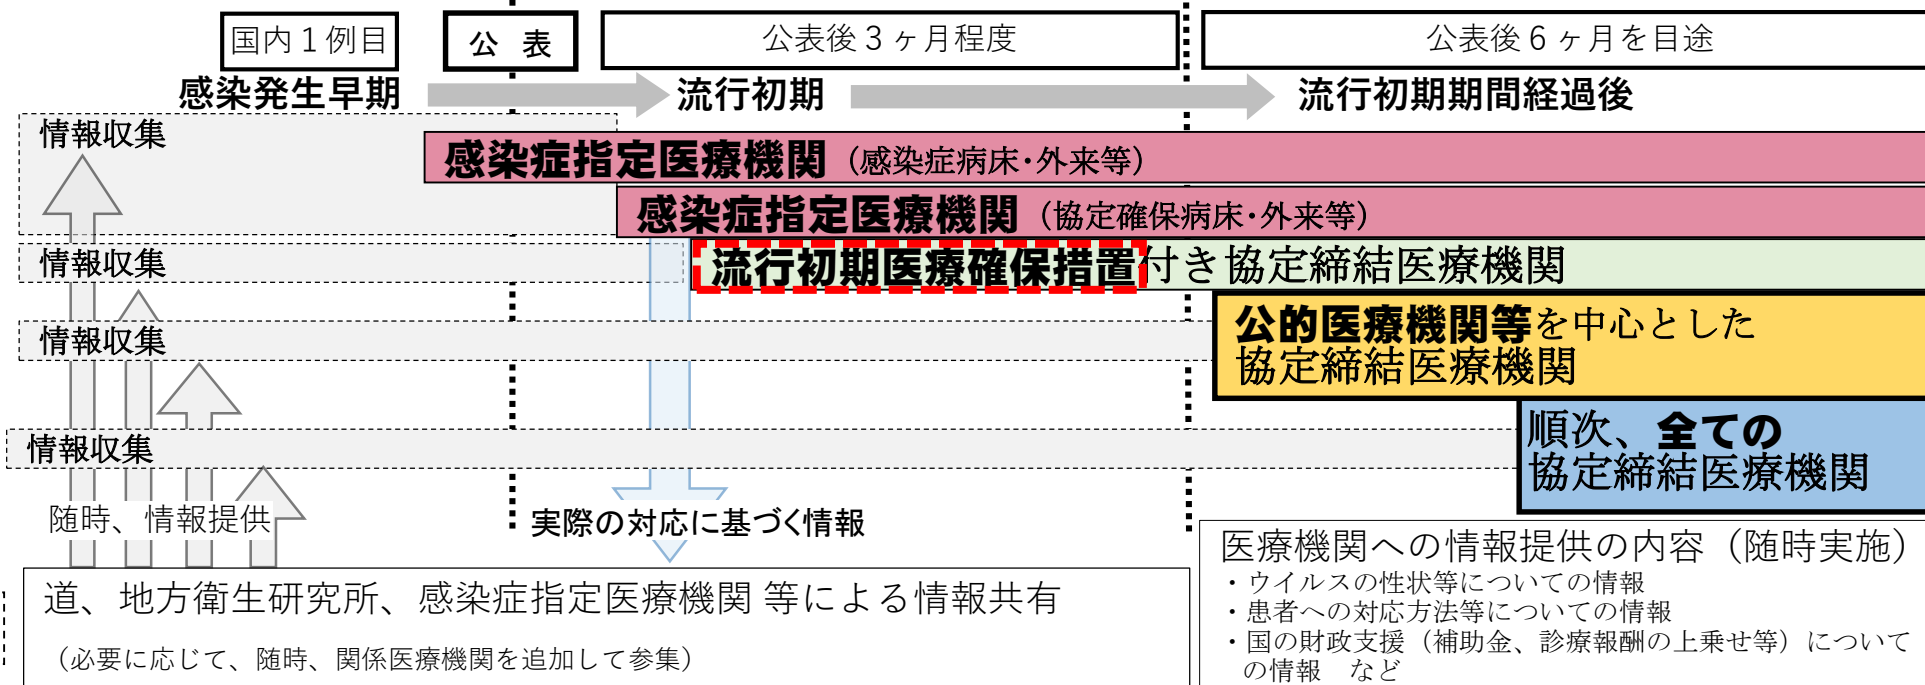 国内１例目
公 表
公表後３ヶ月程度
公表後６ヶ月を目途
感染発生早期
流行初期
流行初期期間経過後
情報収集
感染症指定医療機関（感染症病床･外来等）
感染症指定医療機関（協定確保病床･外来等）
情報収集
流行初期医療確保措置付き協定締結医療機関
情報収集
公的医療機関等を中心とした
協定締結医療機関
情報収集
順次、全ての
協定締結医療機関
随時、情報提供
実際の対応に基づく情報
道、地方衛生研究所、感染症指定医療機関 等による情報共有
（必要に応じて、随時、関係医療機関を追加して参集）
医療機関への情報提供の内容（随時実施）
・ウイルスの性状等についての情報
・患者への対応方法等についての情報
・国の財政支援（補助金、診療報酬の上乗せ等）について
の情報　など